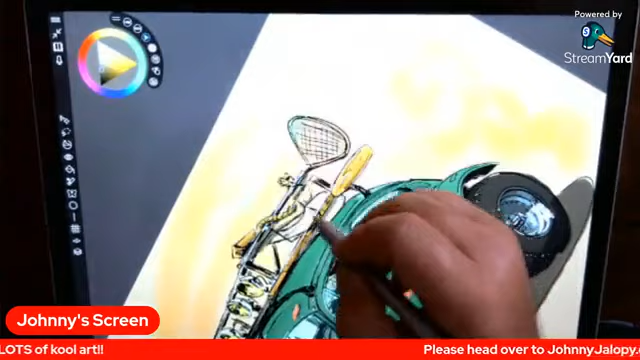 Powered by
StreamYard
Johnny's Screen
LOTS of kool art!!
Please head over to JohnnyJalopy.